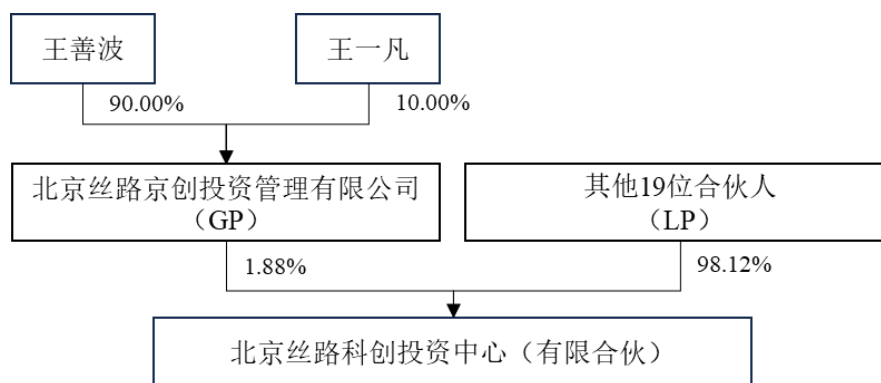 王善波
王一凡
90.00%
10.00%
北京丝路京创投资管理有限公司
（GP）
其他19位合伙人
（LP）
1.88%
98.12%
北京丝路科创投资中心（有限合伙）